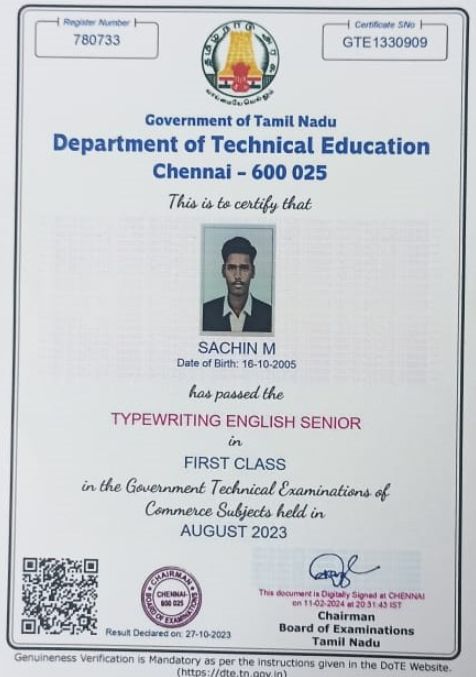 Register Number
780733
Certificate SNo
GTE1330909
Government of Tamil Nadu
Department of Technical Education
Chennai – 600 025
This is to certify that
SACHIN M
Date of Birth: 16-10-2005
has passed the
TYPEWRITING ENGLISH SENIOR
in
FIRST CLASS
in the Government Technical Examinations of
Commerce Subjects held in
AUGUST 2023
CHAIRMAN
CHENNAI-
600 025
BOARD OF EXAMINATIONS
Result Declared on: 27-10-2023
This document is Digitally Signed at CHENNAI
on 11-02-2024 at 20:31:43 IST
Chairman
Board of Examinations
Tamil Nadu
Genuineness Verification is Mandatory as per the instructions given in the DoTE Website.
(https://dte.tn.gov.in)